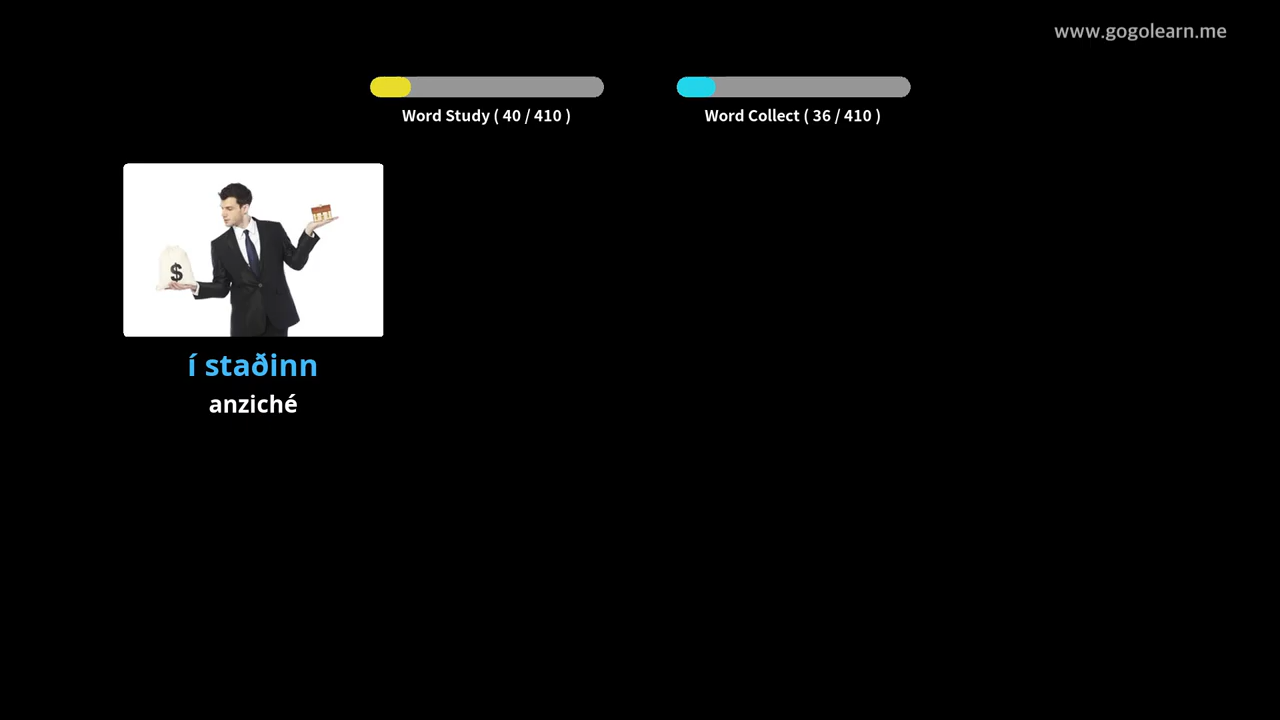 www.gogolearn.me
Word Study ( 40 / 410 )
Word Collect ( 36 / 410 )
$
í staðinn
anziché